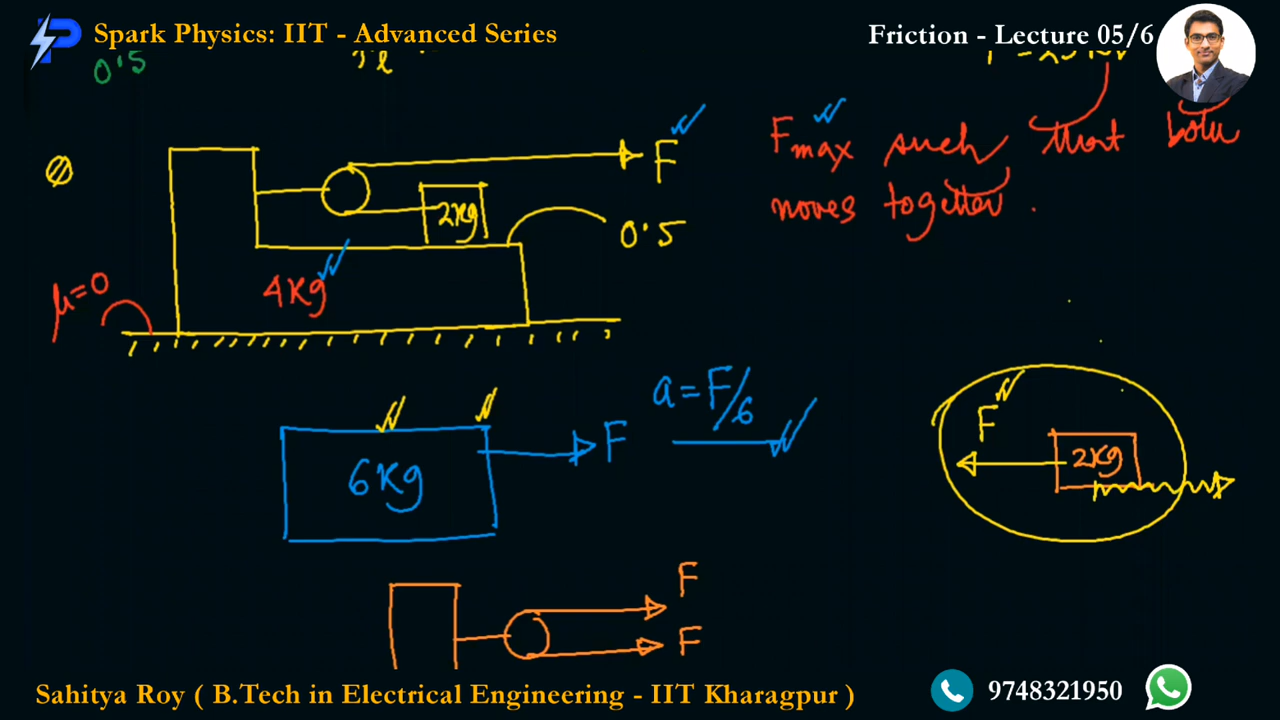 Spark Physics: IIT - Advanced Series
Friction - Lecture 05/6
0.5
F
Fmax such that both
moves together.
2kg
0.5
4kg
μ=0
a = F/6
F
6kg
F
2kg
F
F
Sahitya Roy ( B.Tech in Electrical Engineering - IIT Kharagpur )
9748321950